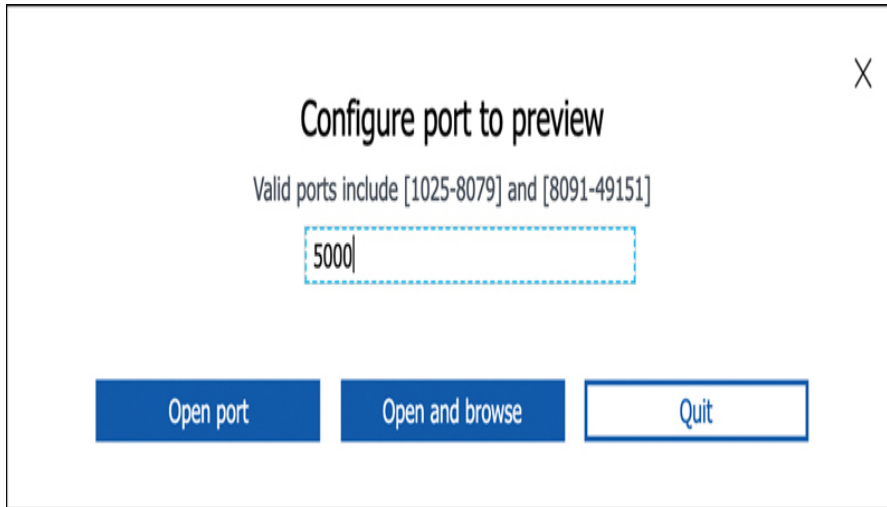 X
Configure port to preview
Valid ports include [1025-8079] and [8091-49151]
5000
Open port
Open and browse
Quit